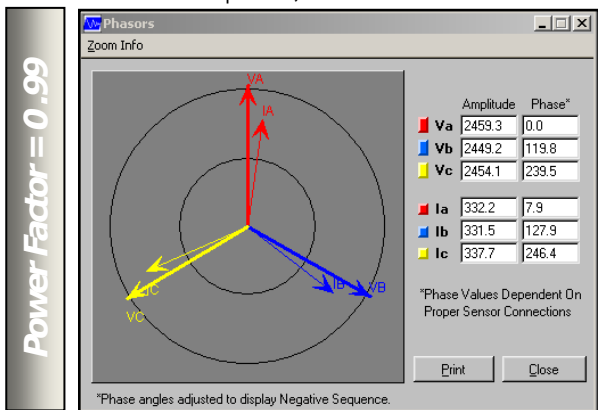 Power Factor = 0.99
Phasors
Zoom Info
VA
IA
IB
VB
IC
VC
Amplitude Phase*
Va 2459.3 0.0
Vb 2449.2 119.8
Vc 2454.1 239.5
Ia 332.2 7.9
Ib 331.5 127.9
Ic 337.7 246.4
*Phase Values Dependent On
Proper Sensor Connections
Print Close
*Phase angles adjusted to display Negative Sequence.